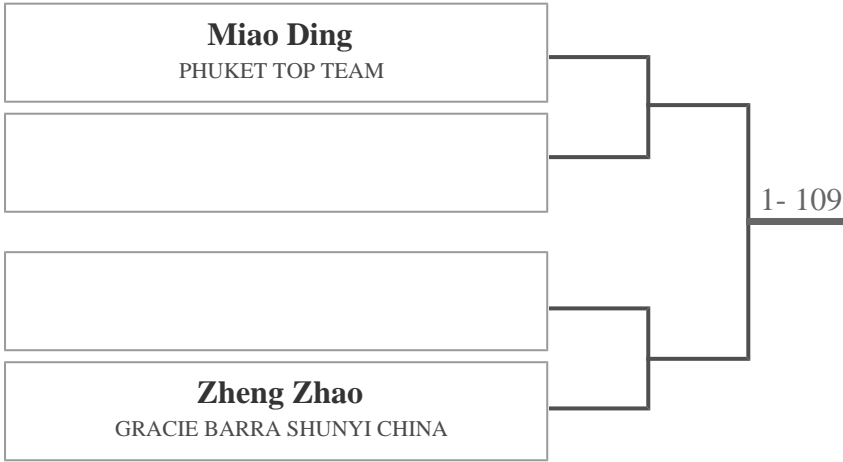 Miao Ding
PHUKET TOP TEAM
1- 109
Zheng Zhao
GRACIE BARRA SHUNYI CHINA